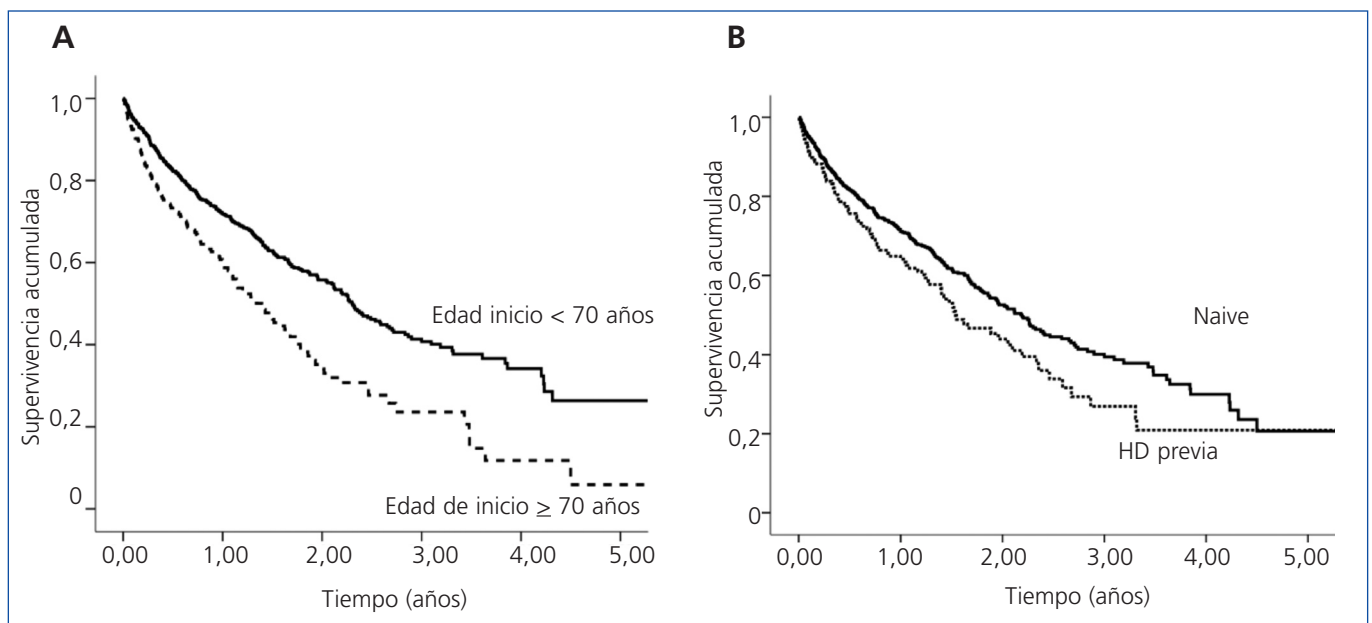 A
Supervivencia acumulada
1,0
0,8
0,6
0,4
0,2
0
Edad inicio < 70 años
Edad de inicio ≥ 70 años
0,00 1,00 2,00 3,00 4,00 5,00
Tiempo (años)
B
Supervivencia acumulada
1,0
0,8
0,6
0,4
0,2
0
Naive
HD previa
0,00 1,00 2,00 3,00 4,00 5,00
Tiempo (años)